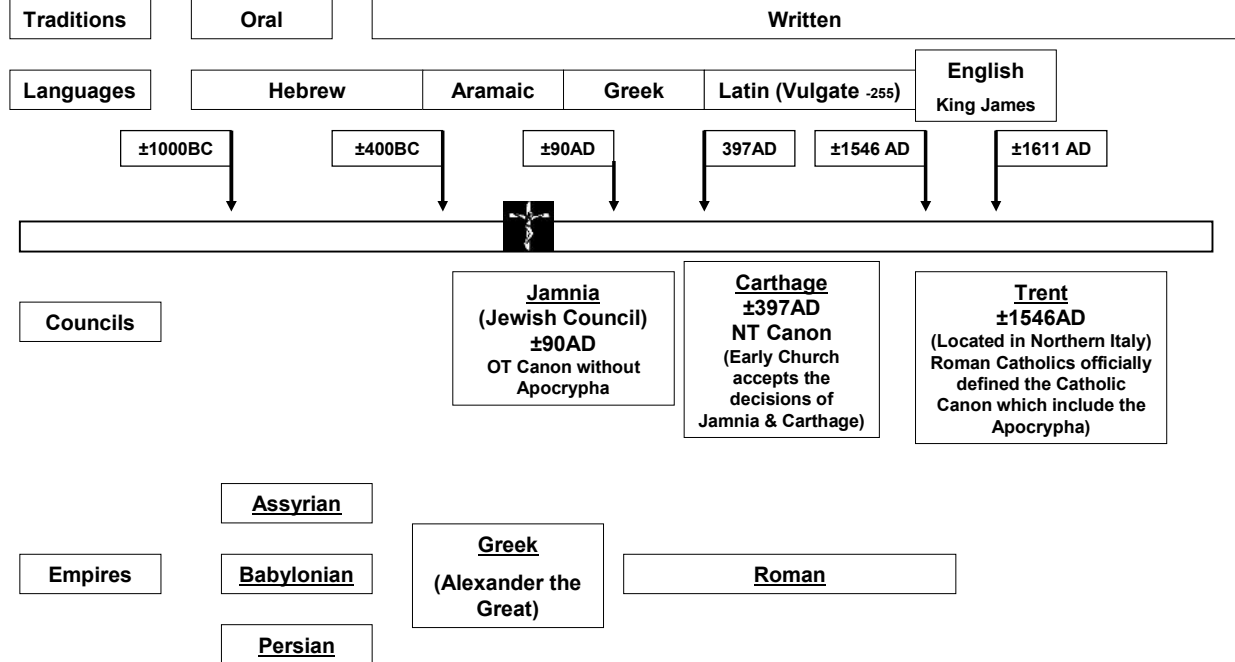 Traditions
Oral
Written
Languages
Hebrew
Aramaic
Greek
Latin (Vulgate -255)
English
King James
±1000BC
±400BC
±90AD
397AD
±1546 AD
±1611 AD
Councils
Jamnia
(Jewish Council)
±90AD
OT Canon without
Apocrypha
Carthage
±397AD
NT Canon
(Early Church
accepts the
decisions of
Jamnia & Carthage)
Trent
±1546AD
(Located in Northern Italy)
Roman Catholics officially
defined the Catholic
Canon which include the
Apocrypha)
Empires
Assyrian
Babylonian
Persian
Greek
(Alexander the
Great)
Roman